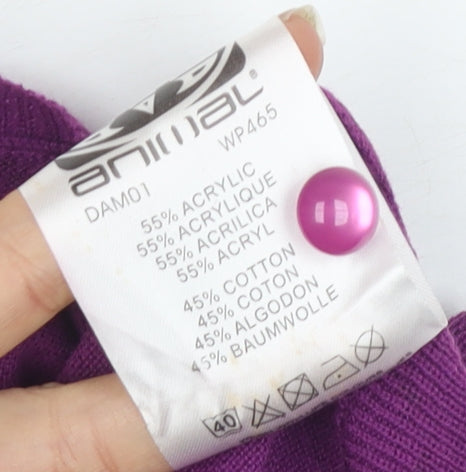 animal®
WP465
DAM01
55% ACRYLIC
55% ACRYLIQUE
55% ACRILICA
55% ACRYL
45% COTTON
45% COTON
45% ALGODON
45% BAUMWOLLE
40